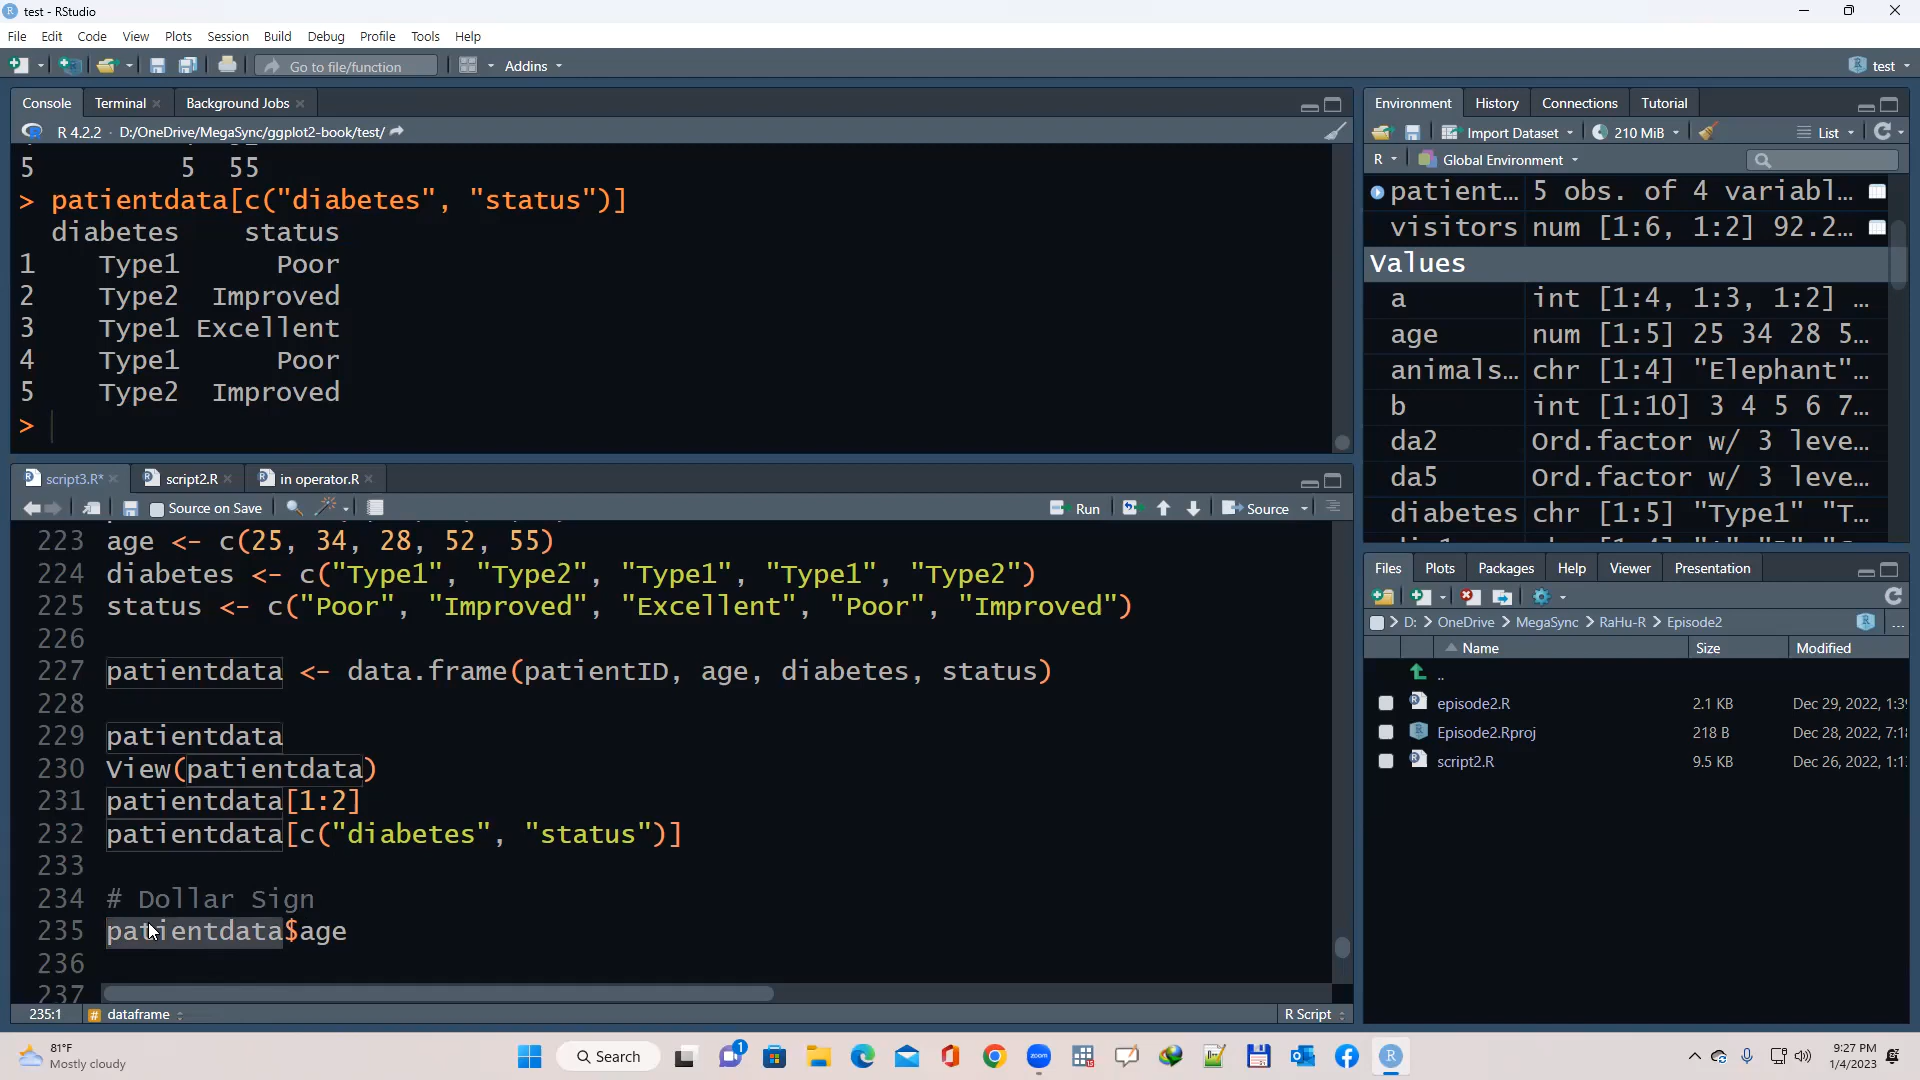 test - RStudio
File Edit Code View Plots Session Build Debug Profile Tools Help
Go to file/function Addins test
Console Terminal Background Jobs
R 4.2.2 · D:/OneDrive/MegaSync/ggplot2-book/test/
5 5 55
> patientdata[c("diabetes", "status")]
diabetes status
1 Type1 Poor
2 Type2 Improved
3 Type1 Excellent
4 Type1 Poor
5 Type2 Improved
>
script3.R* script2.R in operator.R
Source on Save Run Source
223 age <- c(25, 34, 28, 52, 55)
224 diabetes <- c("Type1", "Type2", "Type1", "Type1", "Type2")
225 status <- c("Poor", "Improved", "Excellent", "Poor", "Improved")
226
227 patientdata <- data.frame(patientID, age, diabetes, status)
228
229 patientdata
230 View(patientdata)
231 patientdata[1:2]
232 patientdata[c("diabetes", "status")]
233
234 # Dollar Sign
235 patientdata$age
236
237
235:1 # dataframe R Script
Environment History Connections Tutorial
Import Dataset 210 MiB List
R Global Environment
patient… 5 obs. of 4 variabl…
visitors num [1:6, 1:2] 92.2…
Values
a int [1:4, 1:3, 1:2] …
age num [1:5] 25 34 28 5…
animals… chr [1:4] "Elephant"…
b int [1:10] 3 4 5 6 7…
da2 Ord.factor w/ 3 leve…
da5 Ord.factor w/ 3 leve…
diabetes chr [1:5] "Type1" "T…
Files Plots Packages Help Viewer Presentation
D: > OneDrive > MegaSync > RaHu-R > Episode2 ...
Name Size Modified
..
episode2.R 2.1 KB Dec 29, 2022, 1:39
Episode2.Rproj 218 B Dec 28, 2022, 7:18
script2.R 9.5 KB Dec 26, 2022, 1:1
81°F
Mostly cloudy
Search
1
zoom
9:27 PM
1/4/2023